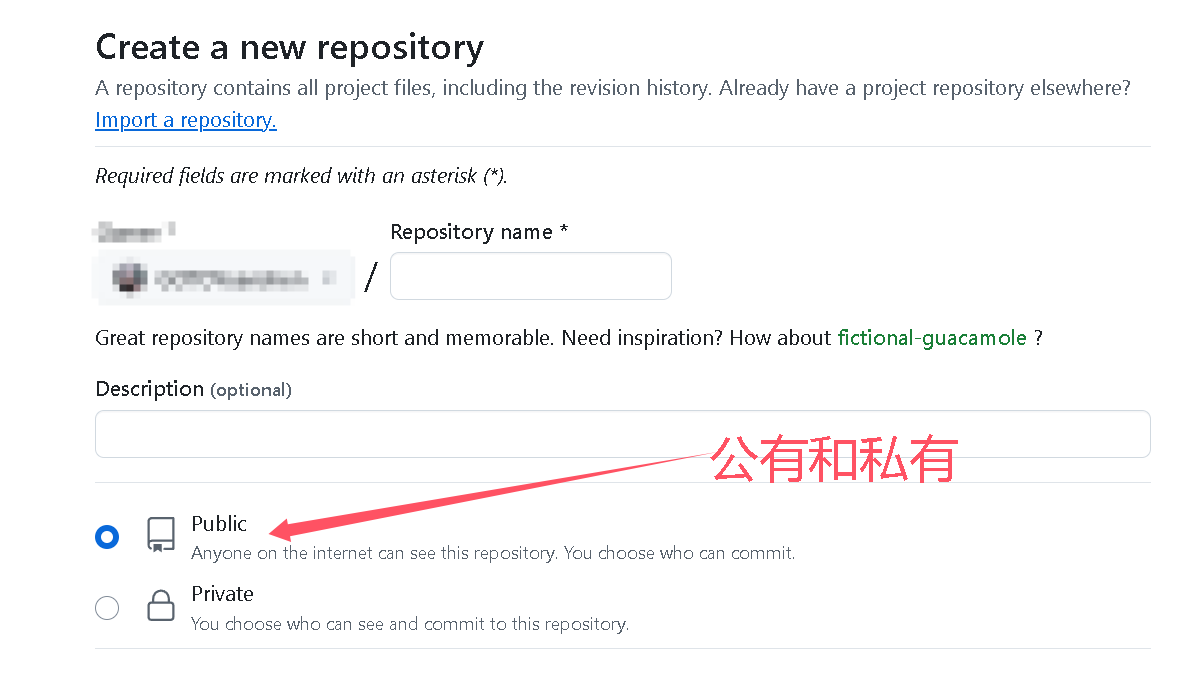 Create a new repository
A repository contains all project files, including the revision history. Already have a project repository elsewhere?
Import a repository.
Required fields are marked with an asterisk (*).
Repository name *
/
Great repository names are short and memorable. Need inspiration? How about fictional-guacamole ?
Description (optional)
公有和私有
Public
Anyone on the internet can see this repository. You choose who can commit.
Private
You choose who can see and commit to this repository.